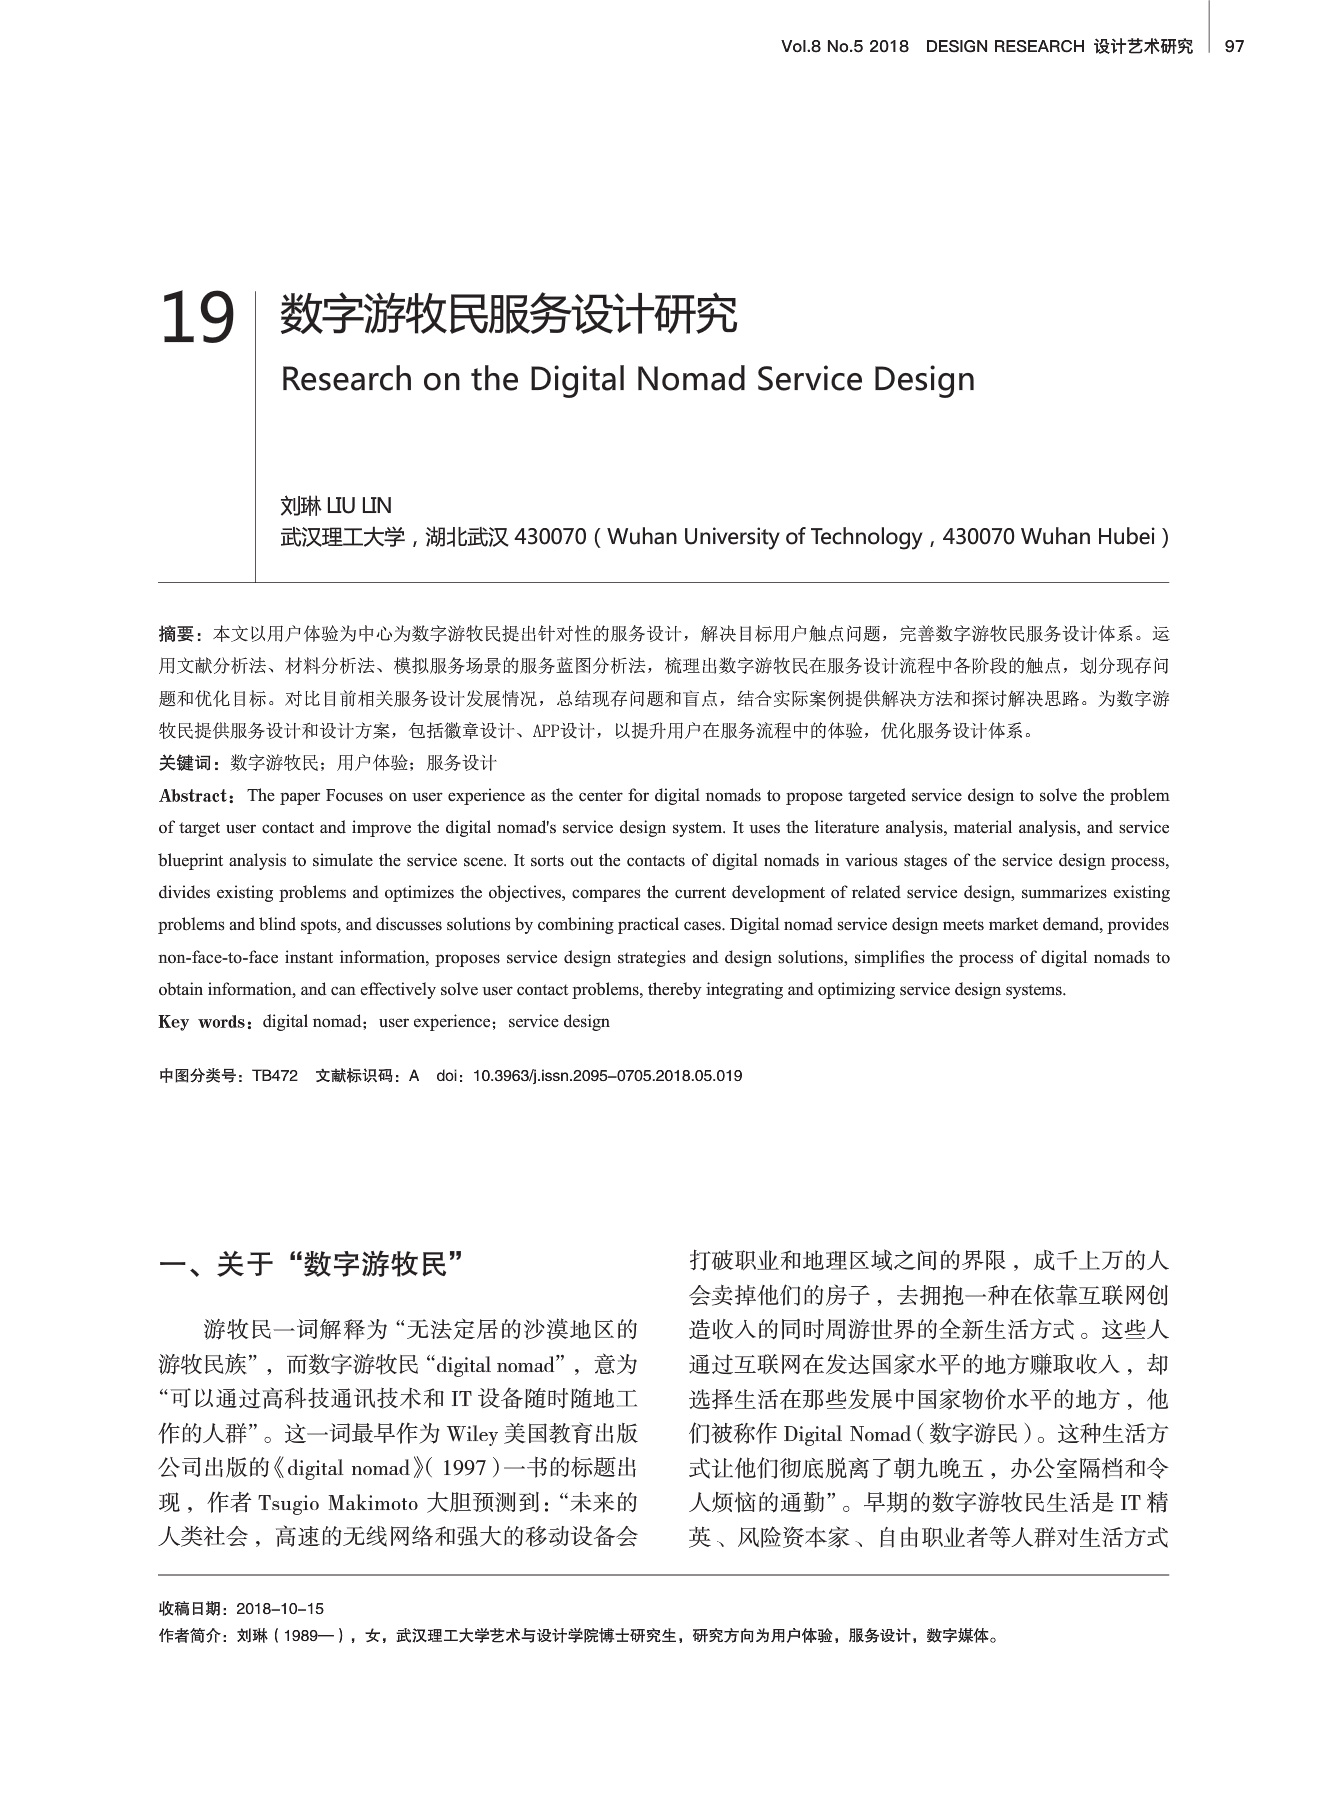 Vol.8 No.5 2018 DESIGN RESEARCH 设计艺术研究 97
19
数字游牧民服务设计研究
Research on the Digital Nomad Service Design
刘琳 LIU LIN
武汉理工大学，湖北武汉 430070（Wuhan University of Technology，430070 Wuhan Hubei）
摘要：本文以用户体验为中心为数字游牧民提出针对性的服务设计，解决目标用户触点问题，完善数字游牧民服务设计体系。运
用文献分析法、材料分析法、模拟服务场景的服务蓝图分析法，梳理出数字游牧民在服务设计流程中各阶段的触点，划分现存问
题和优化目标。对比目前相关服务设计发展情况，总结现存问题和盲点，结合实际案例提供解决方法和探讨解决思路。为数字游
牧民提供服务设计和设计方案，包括徽章设计、APP设计，以提升用户在服务流程中的体验，优化服务设计体系。
关键词：数字游牧民；用户体验；服务设计
Abstract：The paper Focuses on user experience as the center for digital nomads to propose targeted service design to solve the problem
of target user contact and improve the digital nomad's service design system. It uses the literature analysis, material analysis, and service
blueprint analysis to simulate the service scene. It sorts out the contacts of digital nomads in various stages of the service design process,
divides existing problems and optimizes the objectives, compares the current development of related service design, summarizes existing
problems and blind spots, and discusses solutions by combining practical cases. Digital nomad service design meets market demand, provides
non-face-to-face instant information, proposes service design strategies and design solutions, simplifies the process of digital nomads to
obtain information, and can effectively solve user contact problems, thereby integrating and optimizing service design systems.
Key words：digital nomad；user experience；service design
中图分类号：TB472 文献标识码：A doi：10.3963/j.issn.2095-0705.2018.05.019
一、关于“数字游牧民”
游牧民一词解释为“无法定居的沙漠地区的
游牧民族”，而数字游牧民“digital nomad”，意为
“可以通过高科技通讯技术和 IT 设备随时随地工
作的人群”。这一词最早作为 Wiley 美国教育出版
公司出版的《digital nomad》（1997）一书的标题出
现，作者 Tsugio Makimoto 大胆预测到：“未来的
人类社会，高速的无线网络和强大的移动设备会
打破职业和地理区域之间的界限，成千上万的人
会卖掉他们的房子，去拥抱一种在依靠互联网创
造收入的同时周游世界的全新生活方式。这些人
通过互联网在发达国家水平的地方赚取收入，却
选择生活在那些发展中国家物价水平的地方，他
们被称作 Digital Nomad（数字游民）。这种生活方
式让他们彻底脱离了朝九晚五，办公室隔档和令
人烦恼的通勤”。早期的数字游牧民生活是 IT 精
英、风险资本家、自由职业者等人群对生活方式
收稿日期：2018-10-15
作者简介：刘琳（1989—），女，武汉理工大学艺术与设计学院博士研究生，研究方向为用户体验，服务设计，数字媒体。